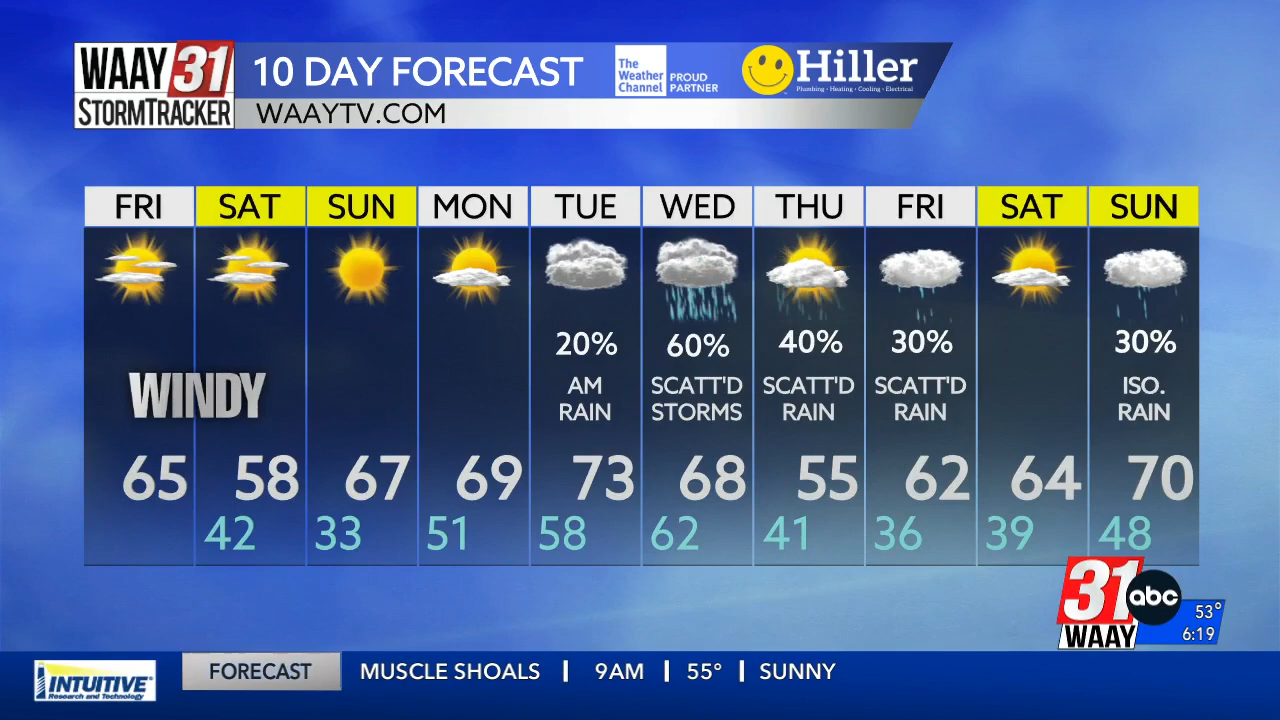 WAAY 31
STORMTRACKER
10 DAY FORECAST
WAAYTV.COM
The
Weather
Channel
PROUD
PARTNER
Hiller
Plumbing • Heating • Cooling • Electrical
FRI SAT SUN MON TUE WED THU FRI SAT SUN
20% 60% 40% 30% 30%
WINDY
AM SCATT'D SCATT'D SCATT'D ISO.
RAIN STORMS RAIN RAIN RAIN
65 58 67 69 73 68 55 62 64 70
42 33 51 58 62 41 36 39 48
31 abc
WAAY
53°
6:19
INTUITIVE
Research and Technology
FORECAST
MUSCLE SHOALS | 9AM | 55° | SUNNY